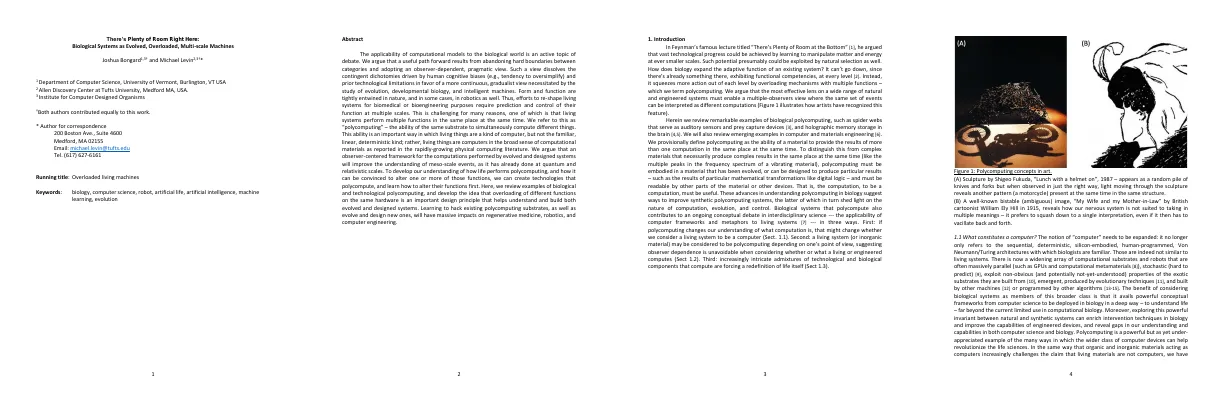 There's Plenty of Room Right Here:
Biological Systems as Evolved, Overloaded, Multi-scale Machines
Joshua Bongard1,3† and Michael Levin2,3†*
1 Department of Computer Science, University of Vermont, Burlington, VT USA
2 Allen Discovery Center at Tufts University, Medford, MA, USA.
3 Institute for Computer Designed Organisms
†Both authors contributed equally to this work.
* Author for correspondence
200 Boston Ave., Suite 4600
Medford, MA 02155
Email: michael.levin@tufts.edu
Tel. (617) 627-6161
Running title: Overloaded living machines
Keywords: biology, computer science, robot, artificial life, artificial intelligence, machine
learning, evolution
1
Abstract
The applicability of computational models to the biological world is an active topic of
debate. We argue that a useful path forward results from abandoning hard boundaries between
categories and adopting an observer-dependent, pragmatic view. Such a view dissolves the
contingent dichotomies driven by human cognitive biases (e.g., tendency to oversimplify) and
prior technological limitations in favor of a more continuous, gradualist view necessitated by the
study of evolution, developmental biology, and intelligent machines. Form and function are
tightly entwined in nature, and in some cases, in robotics as well. Thus, efforts to re-shape living
systems for biomedical or bioengineering purposes require prediction and control of their
function at multiple scales. This is challenging for many reasons, one of which is that living
systems perform multiple functions in the same place at the same time. We refer to this as
"polycomputing" – the ability of the same substrate to simultaneously compute different things.
This ability is an important way in which living things are a kind of computer, but not the familiar,
linear, deterministic kind; rather, living things are computers in the broad sense of computational
materials as reported in the rapidly-growing physical computing literature. We argue that an
observer-centered framework for the computations performed by evolved and designed systems
will improve the understanding of meso-scale events, as it has already done at quantum and
relativistic scales. To develop our understanding of how life performs polycomputing, and how it
can be convinced to alter one or more of those functions, we can create technologies that
polycompute, and learn how to alter their functions first. Here, we review examples of biological
and technological polycomputing, and develop the idea that overloading of different functions
on the same hardware is an important design principle that helps understand and build both
evolved and designed systems. Learning to hack existing polycomputing substrates, as well as
evolve and design new ones, will have massive impacts on regenerative medicine, robotics, and
computer engineering.
2
1. Introduction
In Feynman's famous lecture titled "There's Plenty of Room at the Bottom" (1), he argued
that vast technological progress could be achieved by learning to manipulate matter and energy
at ever smaller scales. Such potential presumably could be exploited by natural selection as well.
How does biology expand the adaptive function of an existing system? It can't go down, since
there's already something there, exhibiting functional competencies, at every level (2). Instead,
it squeezes more action out of each level by overloading mechanisms with multiple functions –
which we term polycomputing. We argue that the most effective lens on a wide range of natural
and engineered systems must enable a multiple-observers view where the same set of events
can be interpreted as different computations (Figure 1 illustrates how artists have recognized this
feature).
Herein we review remarkable examples of biological polycomputing, such as spider webs
that serve as auditory sensors and prey capture devices (3), and holographic memory storage in
the brain (4,5). We will also review emerging examples in computer and materials engineering (6).
We provisionally define polycomputing as the ability of a material to provide the results of more
than one computation in the same place at the same time. To distinguish this from complex
materials that necessarily produce complex results in the same place at the same time (like the
multiple peaks in the frequency spectrum of a vibrating material), polycomputing must be
embodied in a material that has been evolved, or can be designed to produce particular results
– such as the results of particular mathematical transformations like digital logic – and must be
readable by other parts of the material or other devices. That is, the computation, to be a
computation, must be useful. These advances in understanding polycomputing in biology suggest
ways to improve synthetic polycomputing systems, the latter of which in turn shed light on the
nature of computation, evolution, and control. Biological systems that polycompute also
contributes to an ongoing conceptual debate in interdisciplinary science --- the applicability of
computer frameworks and metaphors to living systems (7) --- in three ways. First: if
polycomputing changes our understanding of what computation is, that might change whether
we consider a living system to be a computer (Sect. 1.1). Second: a living system (or inorganic
material) may be considered to be polycomputing depending on one's point of view, suggesting
observer dependence is unavoidable when considering whether or what a living or engineered
computes (Sect 1.2). Third: increasingly intricate admixtures of technological and biological
components that compute are forcing a redefinition of life itself (Sect 1.3).
3
(A)
(B)
Figure 1: Polycomputing concepts in art.
(A) Sculpture by Shigeo Fukuda, "Lunch with a helmet on", 1987 – appears as a random pile of
knives and forks but when observed in just the right way, light moving through the sculpture
reveals another pattern (a motorcycle) present at the same time in the same structure.
(B) A well-known bistable (ambiguous) image, "My Wife and my Mother-in-Law" by British
cartoonist William Ely Hill in 1915, reveals how our nervous system is not suited to taking in
multiple meanings – it prefers to squash down to a single interpretation, even if it then has to
vacillate back and forth.
1.1 What constitutes a computer? The notion of "computer" needs to be expanded: it no longer
only refers to the sequential, deterministic, silicon-embodied, human-programmed, Von
Neumann/Turing architectures with which biologists are familiar. Those are indeed not similar to
living systems. There is now a widening array of computational substrates and robots that are
often massively parallel (such as GPUs and computational metamaterials (8)), stochastic (hard to
predict) (9), exploit non-obvious (and potentially not-yet-understood) properties of the exotic
substrates they are built from (10), emergent, produced by evolutionary techniques (11), and built
by other machines (12) or programmed by other algorithms (13-15). The benefit of considering
biological systems as members of this broader class is that it avails powerful conceptual
frameworks from computer science to be deployed in biology in a deep way – to understand life
– far beyond the current limited use in computational biology. Moreover, exploring this powerful
invariant between natural and synthetic systems can enrich intervention techniques in biology
and improve the capabilities of engineered devices, and reveal gaps in our understanding and
capabilities in both computer science and biology. Polycomputing is a powerful but as yet under-
appreciated example of the many ways in which the wider class of computer devices can help
revolutionize the life sciences. In the same way that organic and inorganic materials acting as
computers increasingly challenges the claim that living materials are not computers, we have
4